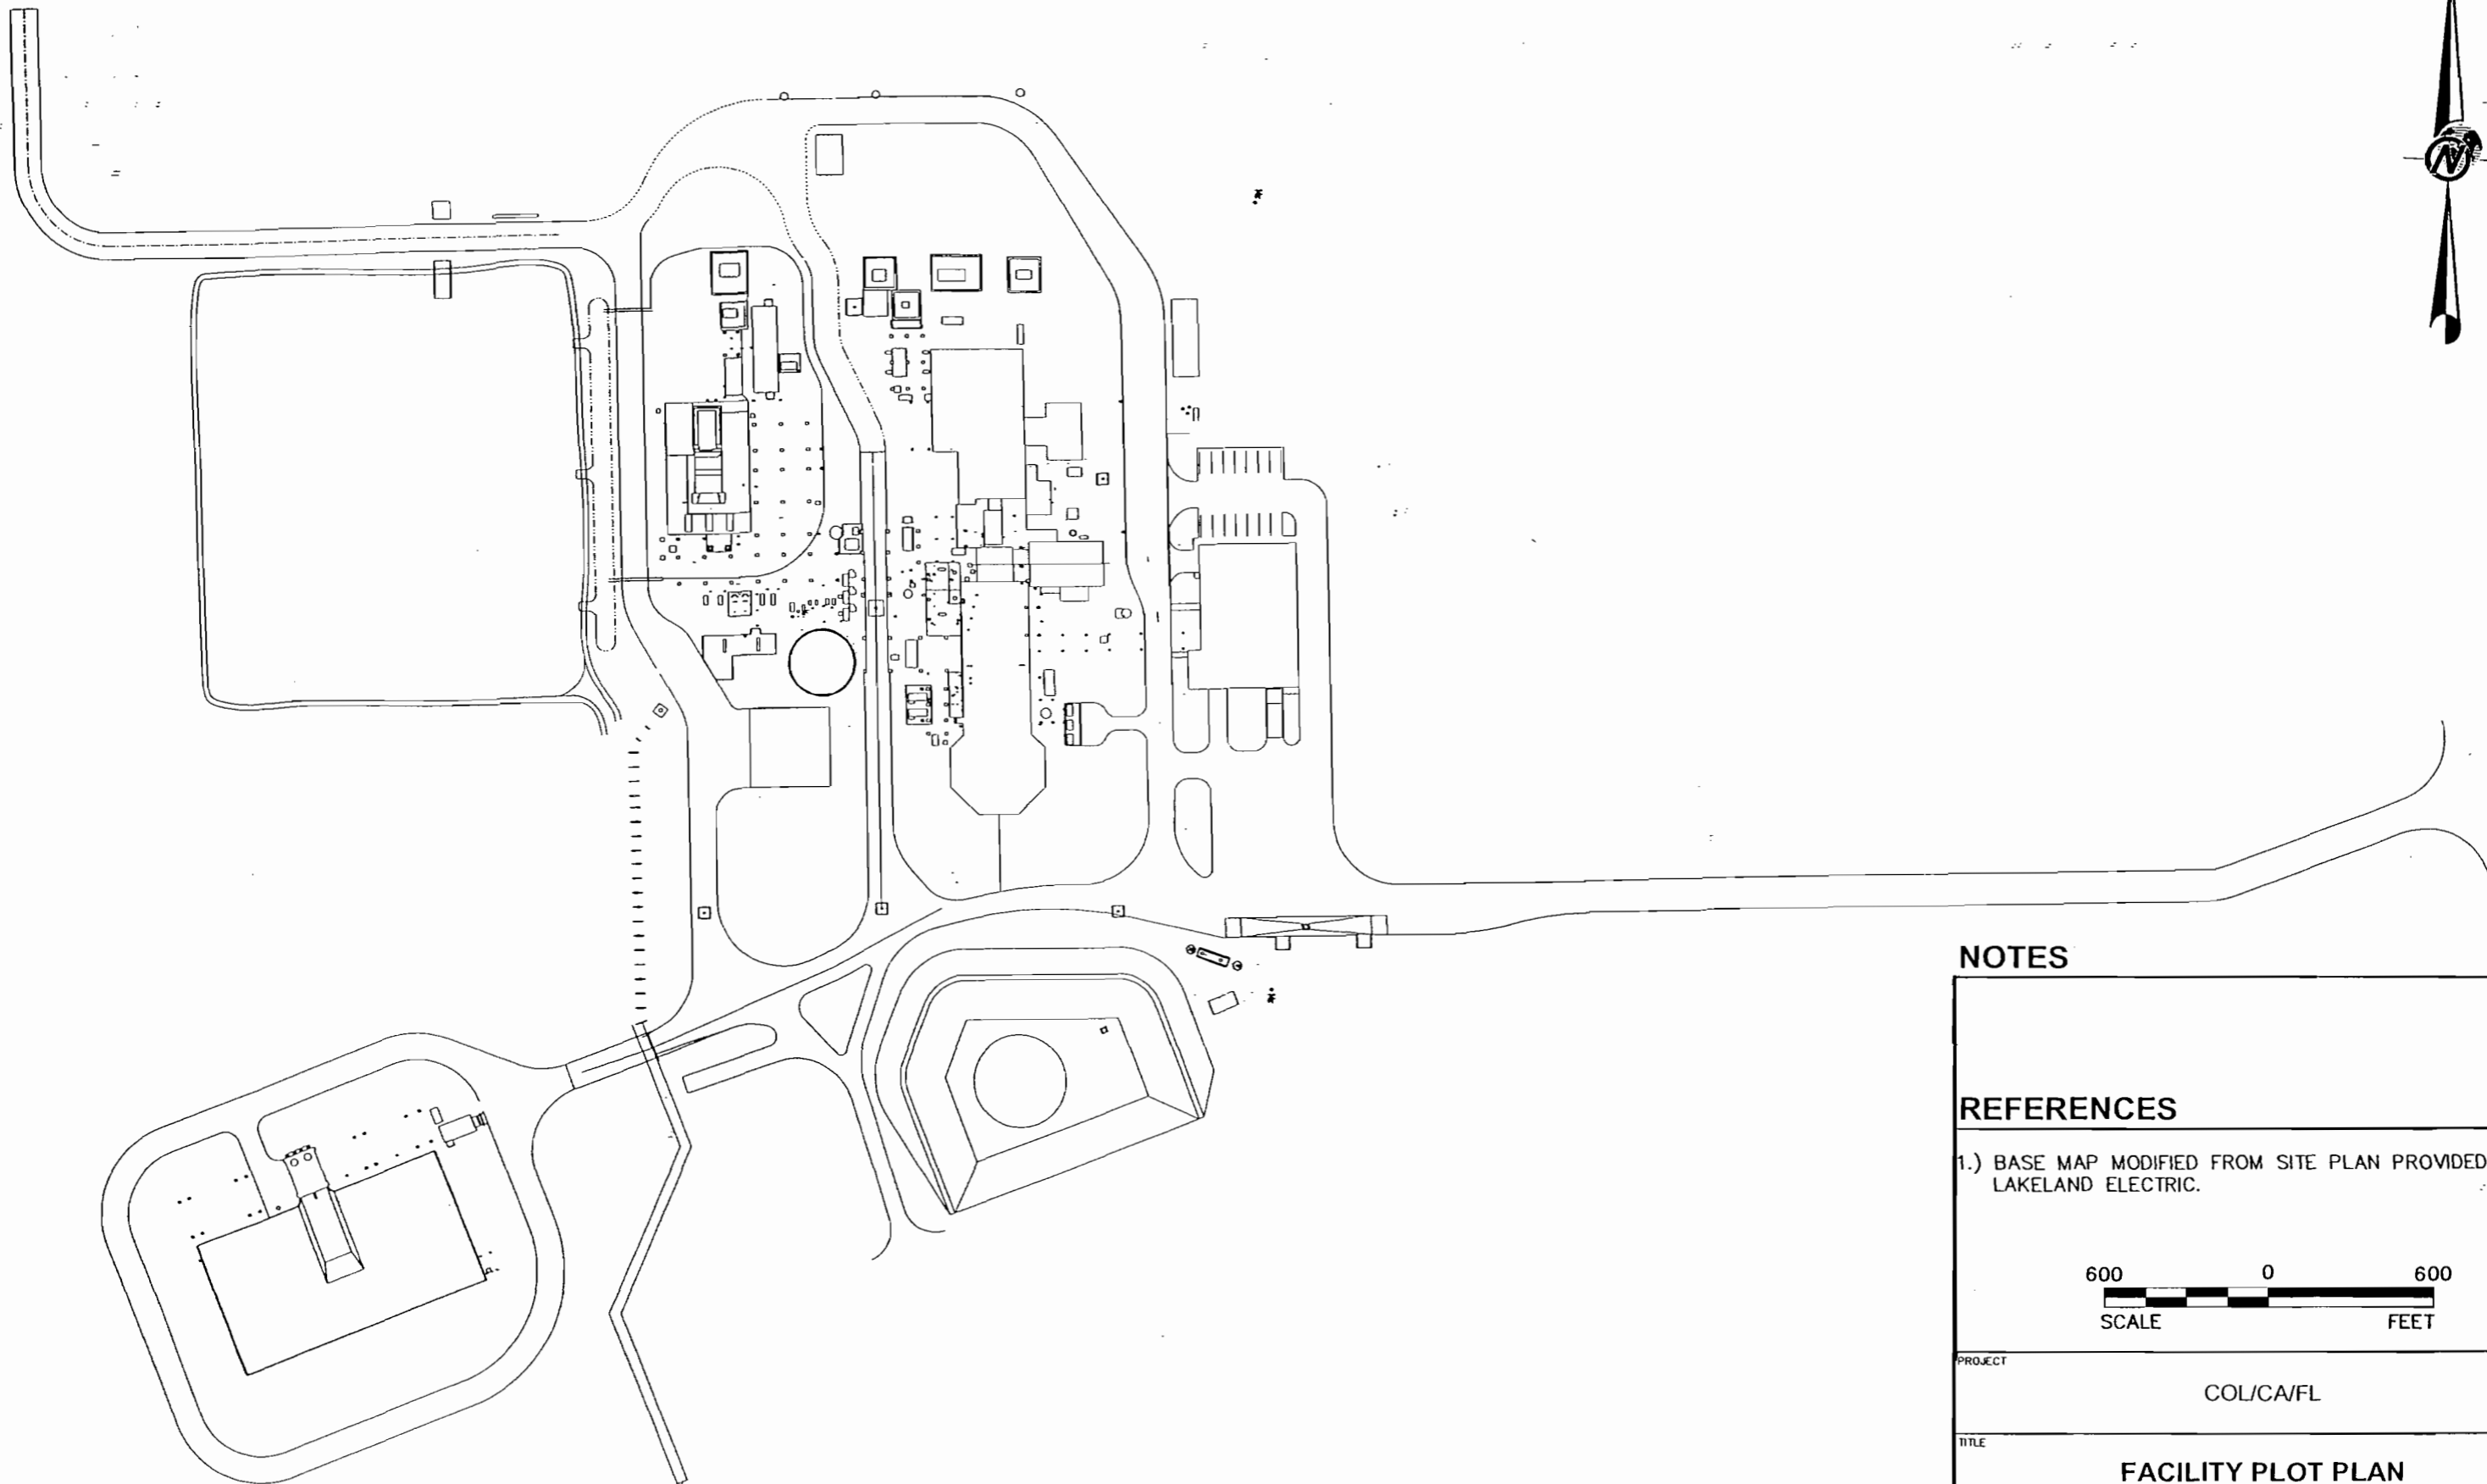 N
NOTES
REFERENCES
1.) BASE MAP MODIFIED FROM SITE PLAN PROVIDED
LAKELAND ELECTRIC.
600 0 600
SCALE FEET
PROJECT
COL/CA/FL
TITLE
FACILITY PLOT PLAN